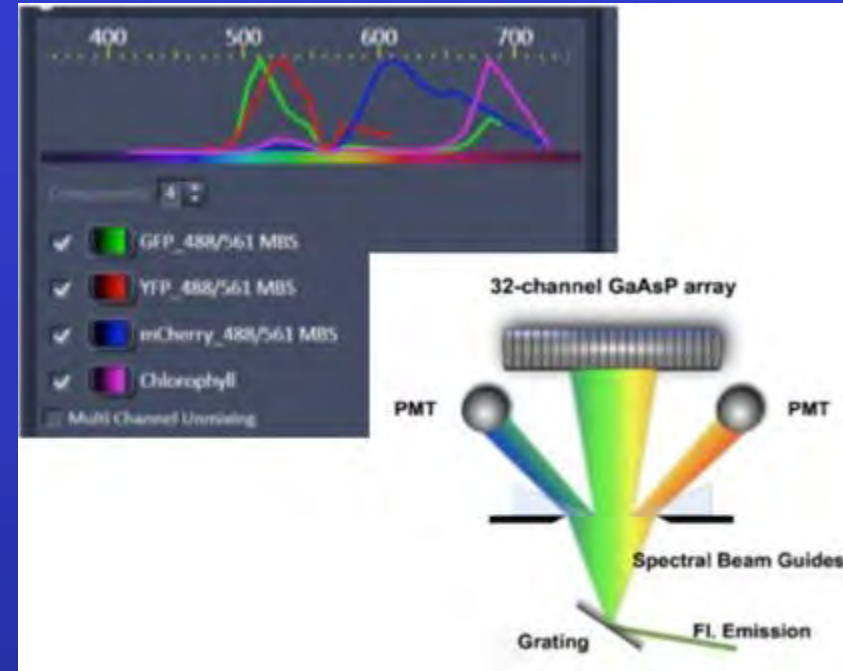 400 500 600 700
Components 4
GFP_488/561 MBS
YFP_488/561 MBS
mCherry_488/561 MBS
Chlorophyll
Multi Channel Unmixing
32-channel GaAsP array
PMT PMT
Spectral Beam Guides
Fl. Emission
Grating